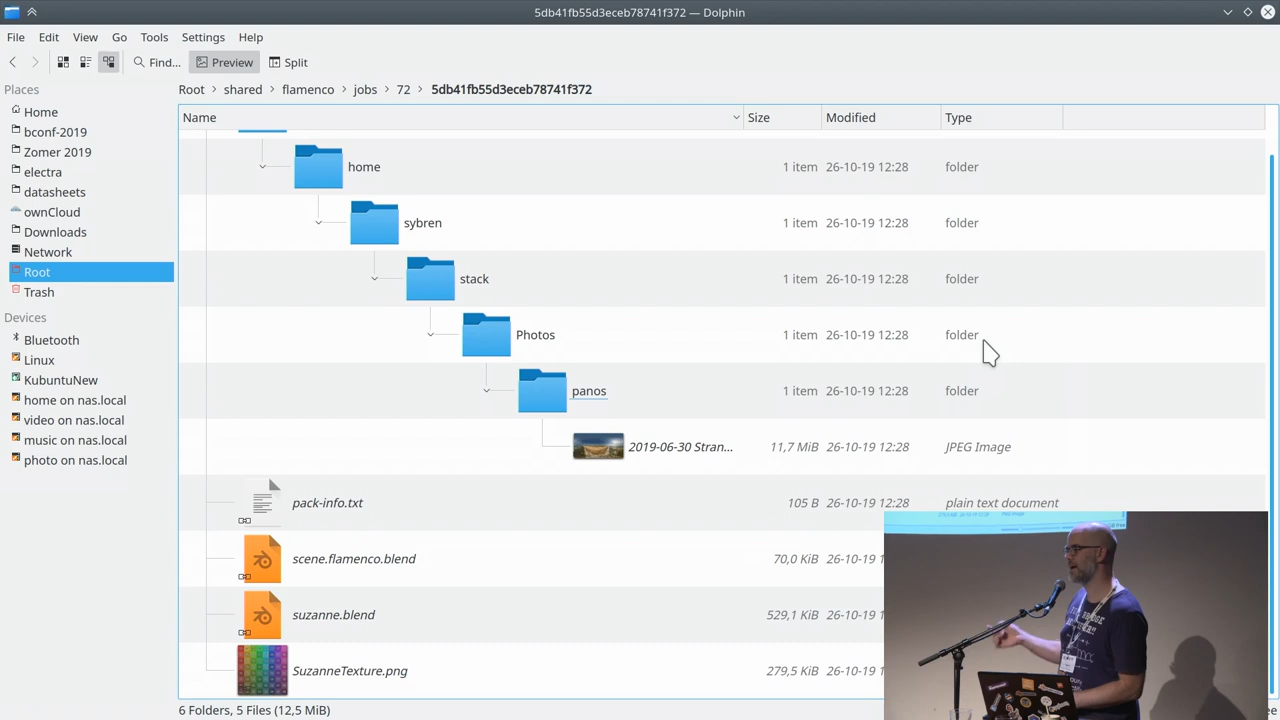 5db41fb55d3eceb78741f372 — Dolphin
File Edit View Go Tools Settings Help
Find... Preview Split
Places
Home
bconf-2019
Zomer 2019
electra
datasheets
ownCloud
Downloads
Network
Root
Trash
Devices
Bluetooth
Linux
KubuntuNew
home on nas.local
video on nas.local
music on nas.local
photo on nas.local
Root > shared > flamenco > jobs > 72 > 5db41fb55d3eceb78741f372
Name Size Modified Type
home 1 item 26-10-19 12:28 folder
sybren 1 item 26-10-19 12:28 folder
stack 1 item 26-10-19 12:28 folder
Photos 1 item 26-10-19 12:28 folder
panos 1 item 26-10-19 12:28 folder
2019-06-30 Stran... 11,7 MiB 26-10-19 12:28 JPEG Image
pack-info.txt 105 B 26-10-19 12:28 plain text document
scene.flamenco.blend 70,0 KiB 26-10-19 12:28
suzanne.blend 529,1 KiB 26-10-19 12:28
SuzanneTexture.png 279,5 KiB 26-10-19 12:28
6 Folders, 5 Files (12,5 MiB)